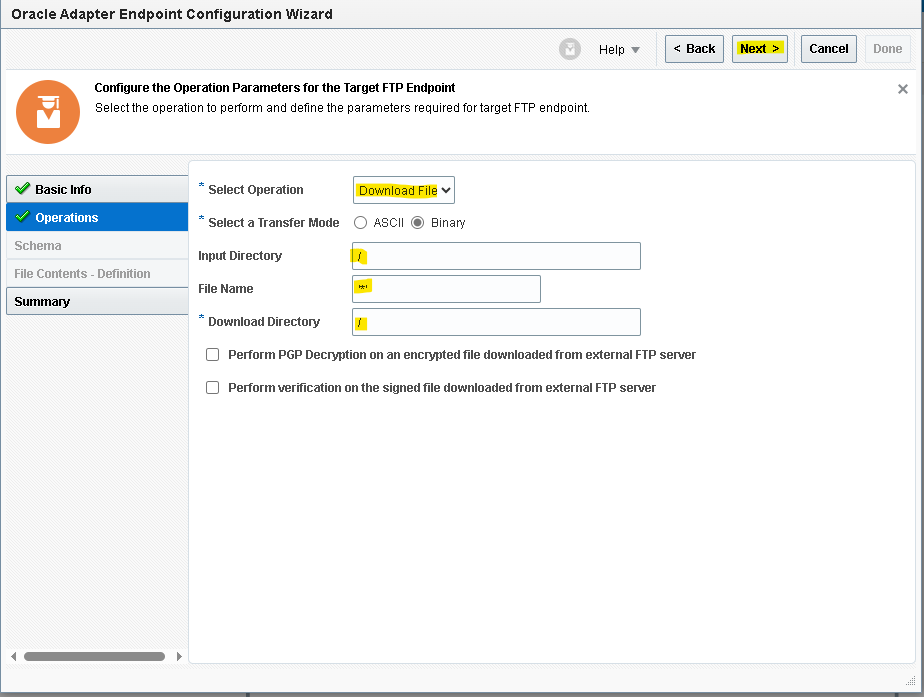 Oracle Adapter Endpoint Configuration Wizard
Help
< Back
Next >
Cancel
Done
Configure the Operation Parameters for the Target FTP Endpoint
Select the operation to perform and define the parameters required for target FTP endpoint.
Basic Info
Operations
Schema
File Contents - Definition
Summary
* Select Operation
Download File
* Select a Transfer Mode
ASCII
Binary
Input Directory
/
File Name
* Download Directory
/
Perform PGP Decryption on an encrypted file downloaded from external FTP server
Perform verification on the signed file downloaded from external FTP server